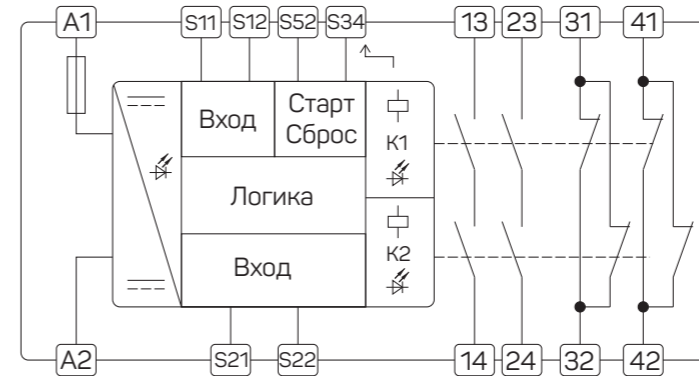 A1 S11 S12 S52 S34 13 23 31 41
Вход
Старт
Сброс
K1
Логика
K2
Вход
A2 S21 S22 14 24 32 42